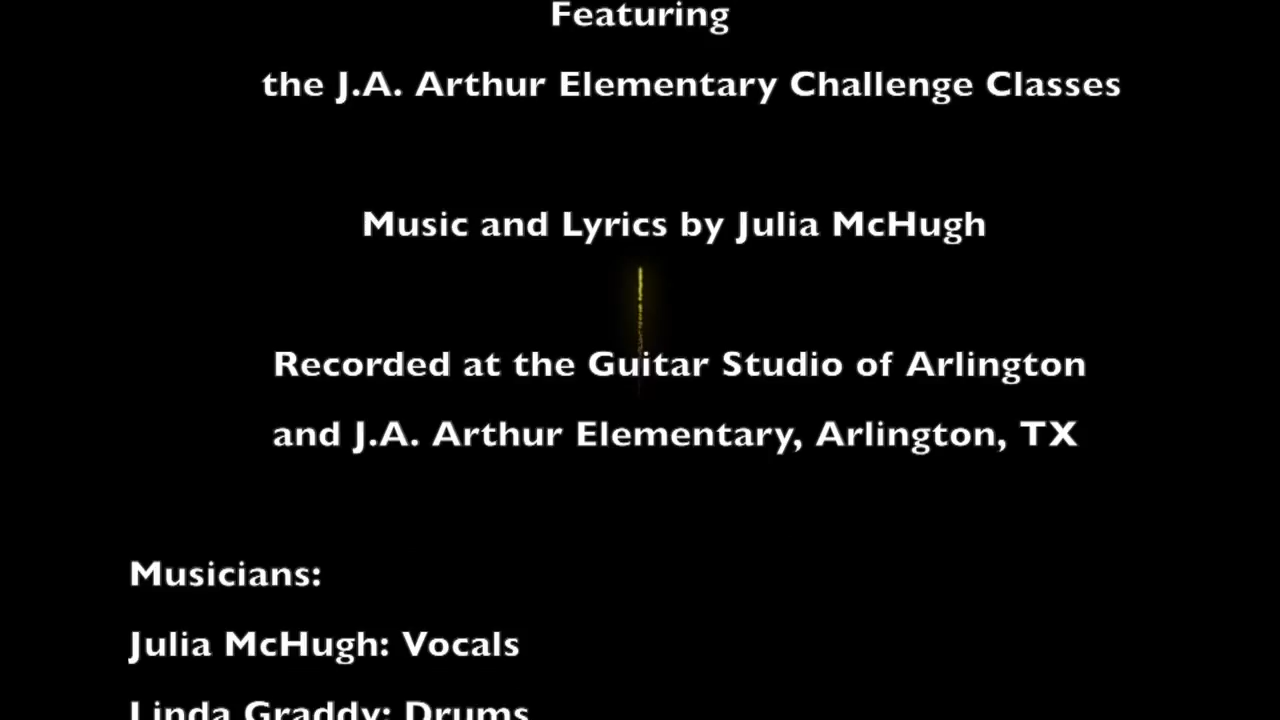 Featuring
the J.A. Arthur Elementary Challenge Classes
Music and Lyrics by Julia McHugh
Recorded at the Guitar Studio of Arlington
and J.A. Arthur Elementary, Arlington, TX
Musicians:
Julia McHugh: Vocals
Linda Graddy: Drums